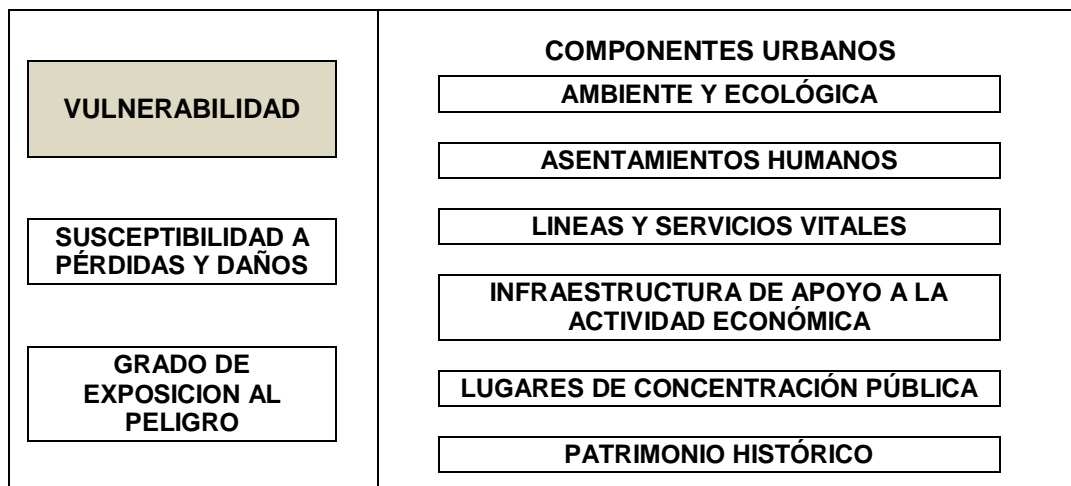 VULNERABILIDAD
SUSCEPTIBILIDAD A
PÉRDIDAS Y DAÑOS
GRADO DE
EXPOSICION AL
PELIGRO
COMPONENTES URBANOS
AMBIENTE Y ECOLÓGICA
ASENTAMIENTOS HUMANOS
LINEAS Y SERVICIOS VITALES
INFRAESTRUCTURA DE APOYO A LA
ACTIVIDAD ECONÓMICA
LUGARES DE CONCENTRACIÓN PÚBLICA
PATRIMONIO HISTÓRICO